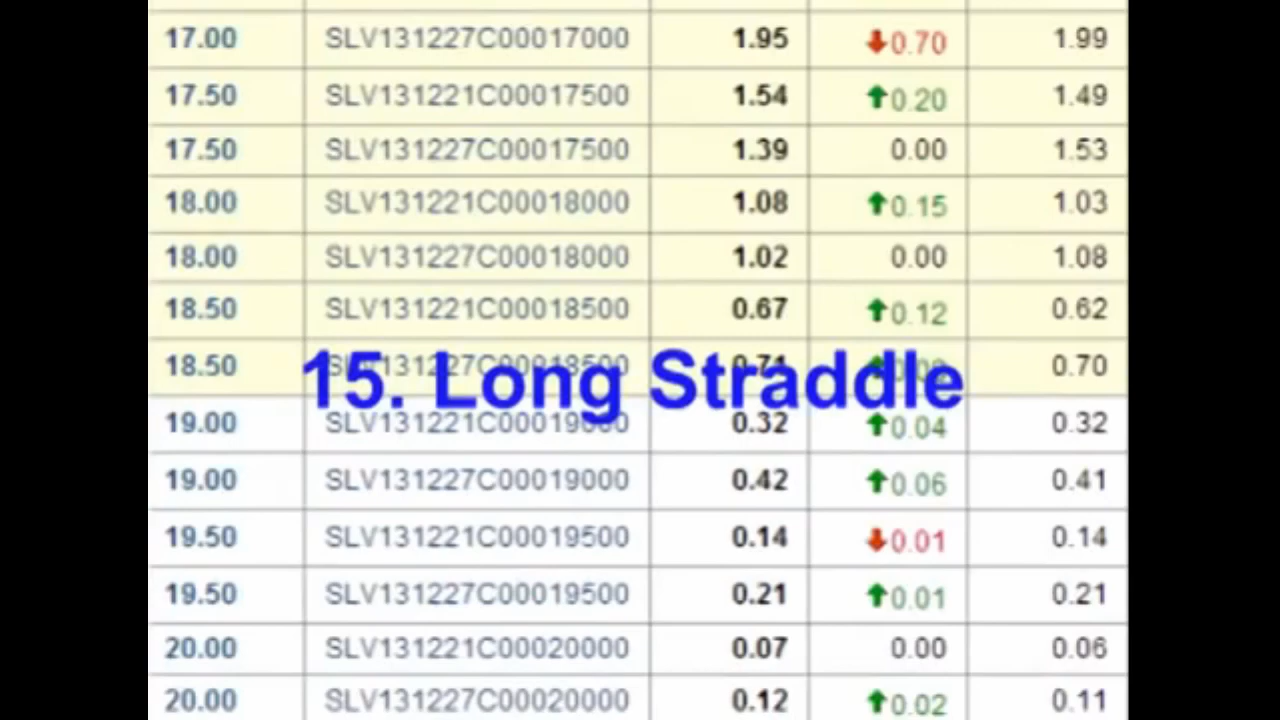 17.00 SLV131227C00017000 1.95 0.70 1.99
17.50 SLV131221C00017500 1.54 0.20 1.49
17.50 SLV131227C00017500 1.39 0.00 1.53
18.00 SLV131221C00018000 1.08 0.15 1.03
18.00 SLV131227C00018000 1.02 0.00 1.08
18.50 SLV131221C00018500 0.67 0.12 0.62
18.50 SLV131227C00018500 0.71 0.70
15. Long Straddle
19.00 SLV131221C00019000 0.32 0.04 0.32
19.00 SLV131227C00019000 0.42 0.06 0.41
19.50 SLV131221C00019500 0.14 0.01 0.14
19.50 SLV131227C00019500 0.21 0.01 0.21
20.00 SLV131221C00020000 0.07 0.00 0.06
20.00 SLV131227C00020000 0.12 0.02 0.11